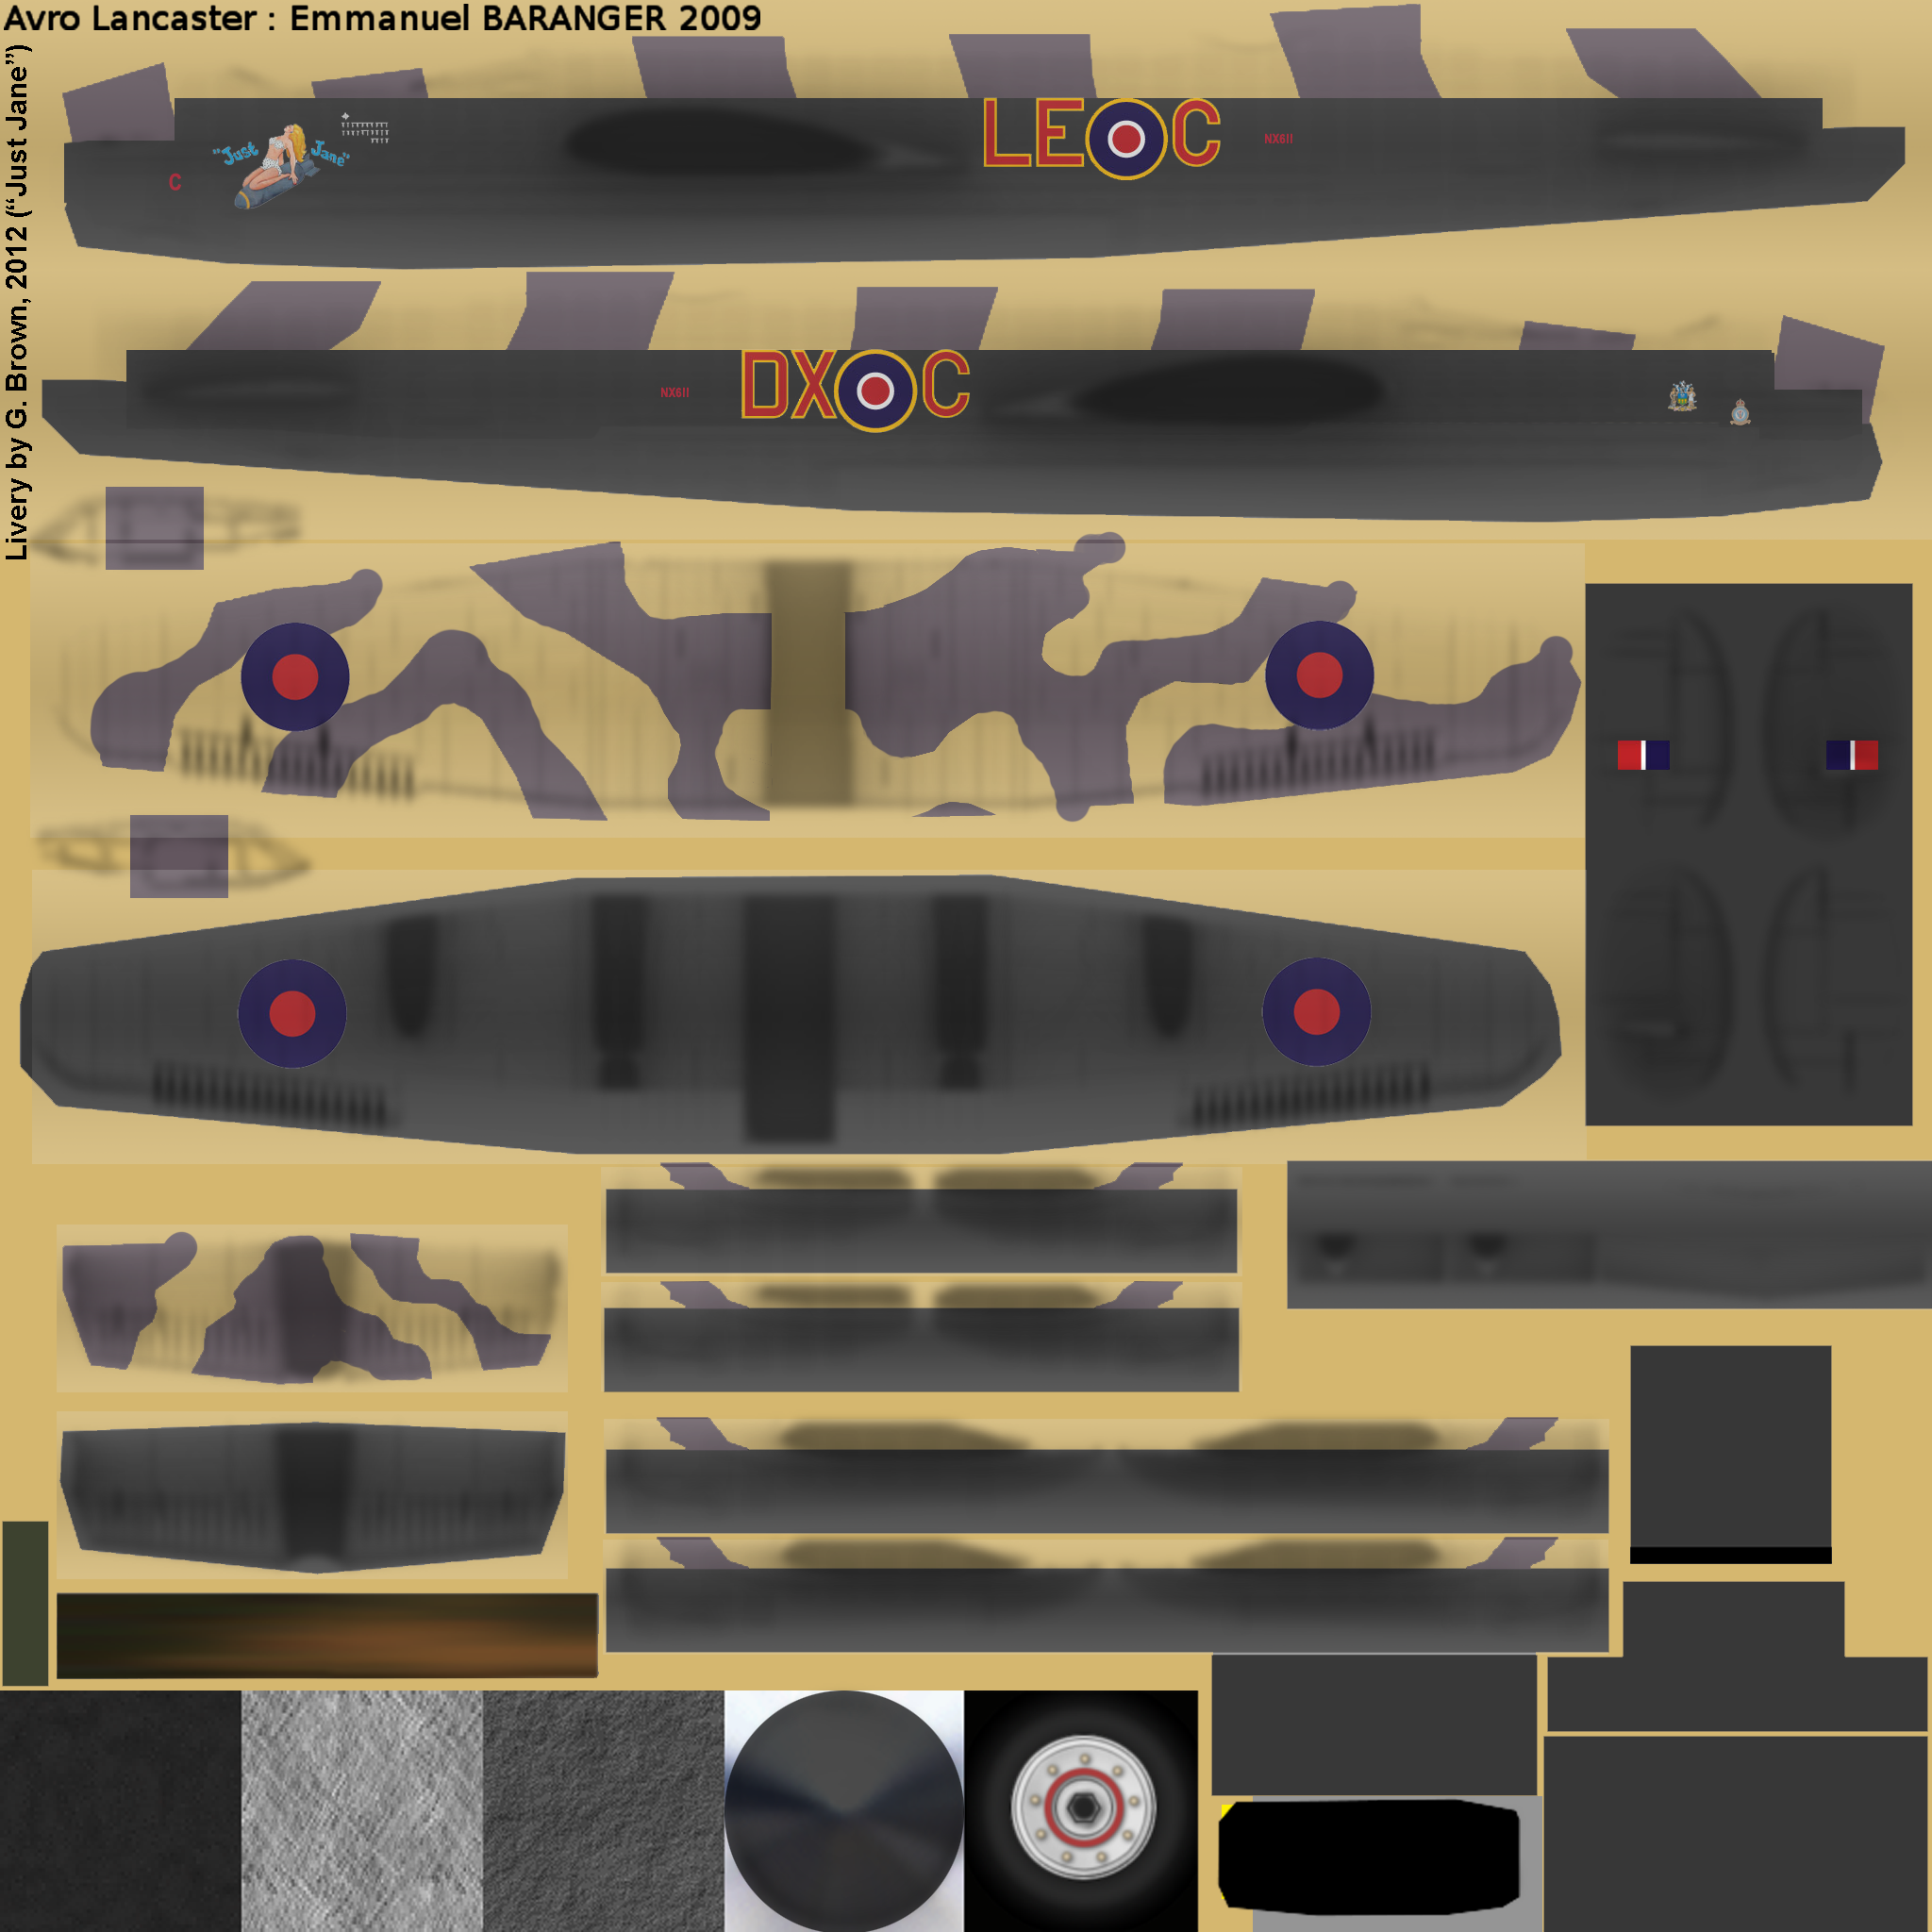 Avro Lancaster : Emmanuel BARANGER 2009
Livery by G. Brown, 2012 (“Just Jane”)
"Just Jane"
C
LE C
NX611
NX611
DX C